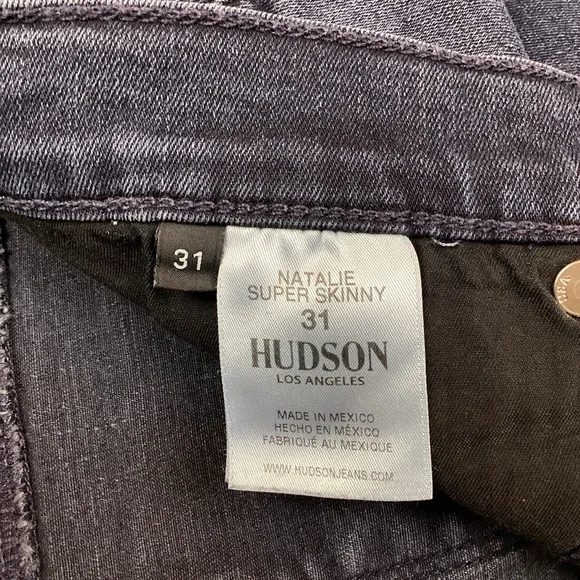 31
NATALIE
SUPER SKINNY
31
HUDSON
LOS ANGELES
MADE IN MEXICO
HECHO EN MÉXICO
FABRIQUÉ AU MEXIQUE
WWW.HUDSONJEANS.COM